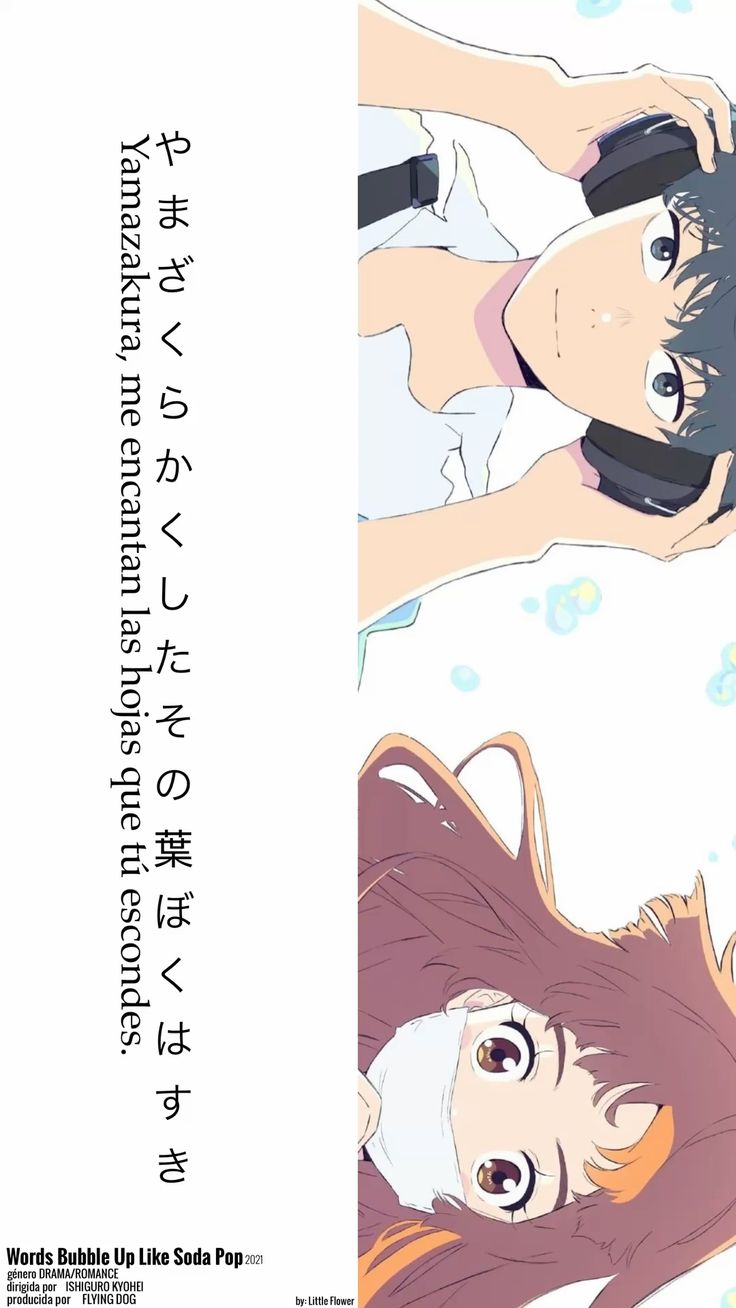 やまざくらかくしたその葉ぼくはすき
Yamazakura, me encantan las hojas que tú escondes.
Words Bubble Up Like Soda Pop 2021
género DRAMA/ROMANCE
dirigida por ISHIGURO KYOHEI
producida por FLYING DOG
by: Little Flower